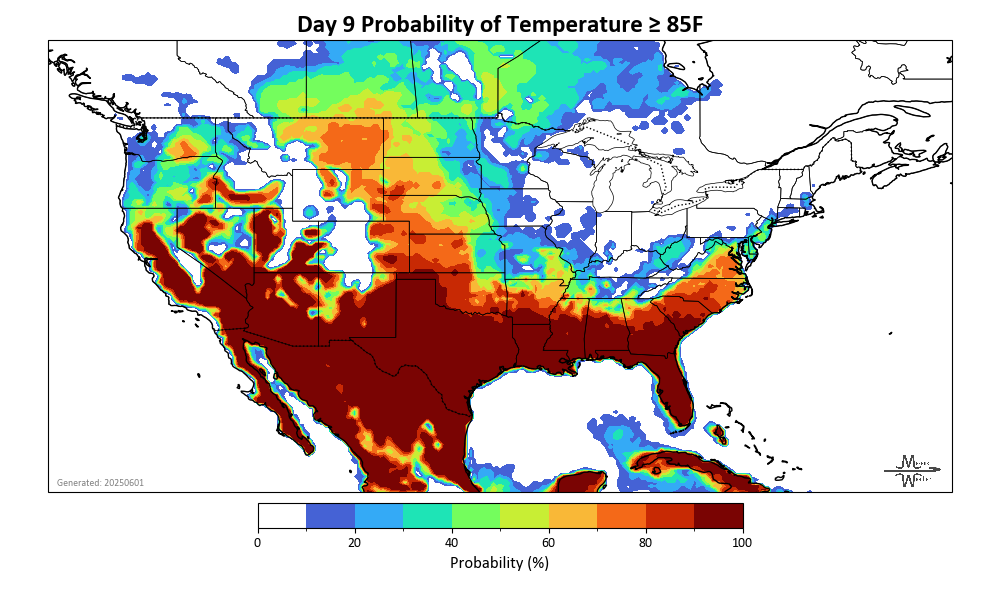 Day 9 Probability of Temperature ≥ 85F
Generated: 20250601
0 20 40 60 80 100
Probability (%)